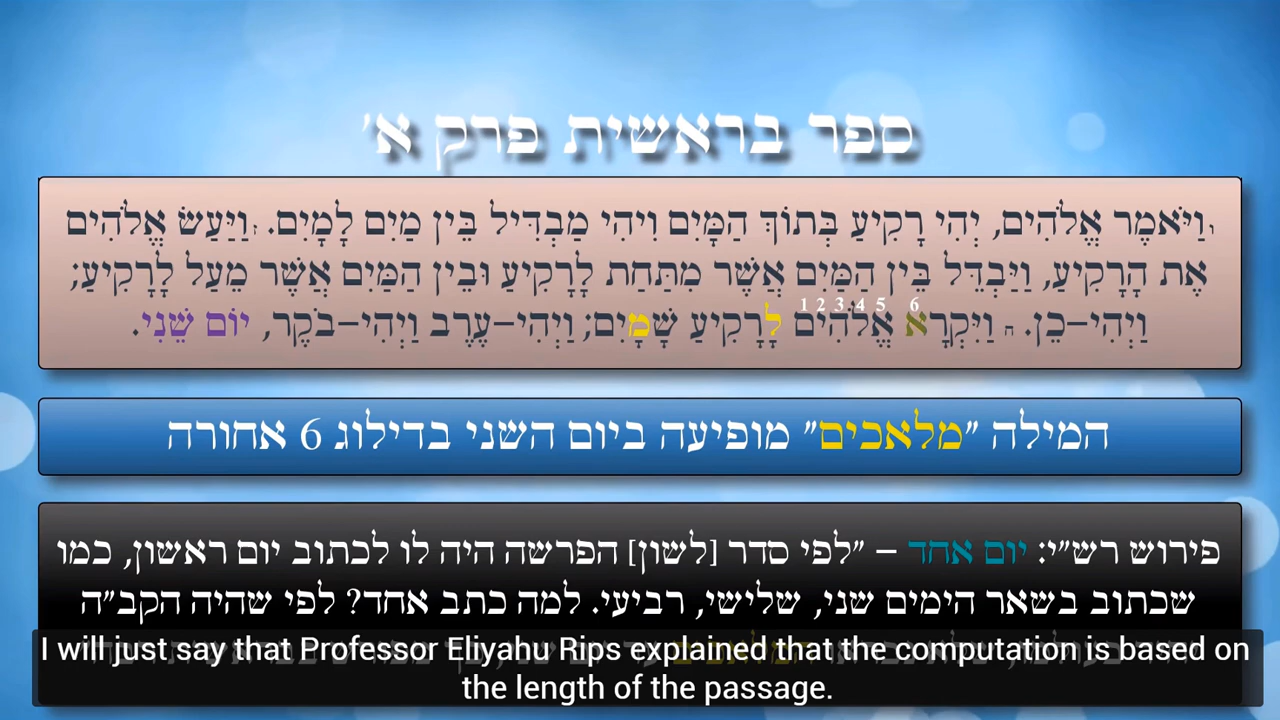 ספר בראשית פרק א'
ו וַיֹּאמֶר אֱלֹהִים, יְהִי רָקִיעַ בְּתוֹךְ הַמָּיִם וִיהִי מַבְדִּיל בֵּין מַיִם לָמָיִם. ז וַיַּעַשׂ אֱלֹהִים
אֶת הָרָקִיעַ, וַיַּבְדֵּל בֵּין הַמַּיִם אֲשֶׁר מִתַּחַת לָרָקִיעַ וּבֵין הַמַּיִם אֲשֶׁר מֵעַל לָרָקִיעַ;
1 2 3 4 5 6
וַיְהִי-כֵן. ח וַיִּקְרָא אֱלֹהִים לָרָקִיעַ שָׁמָיִם; וַיְהִי-עֶרֶב וַיְהִי-בֹקֶר, יוֹם שֵׁנִי.
המילה "מלאכים" מופיעה ביום השני בדילוג 6 אחורה
פירוש רש"י: יום אחד – "לפי סדר [לשון] הפרשה היה לו לכתוב יום ראשון, כמו
שכתוב בשאר הימים שני, שלישי, רביעי. למה כתב אחד? לפי שהיה הקב"ה
I will just say that Professor Eliyahu Rips explained that the computation is based on
the length of the passage.